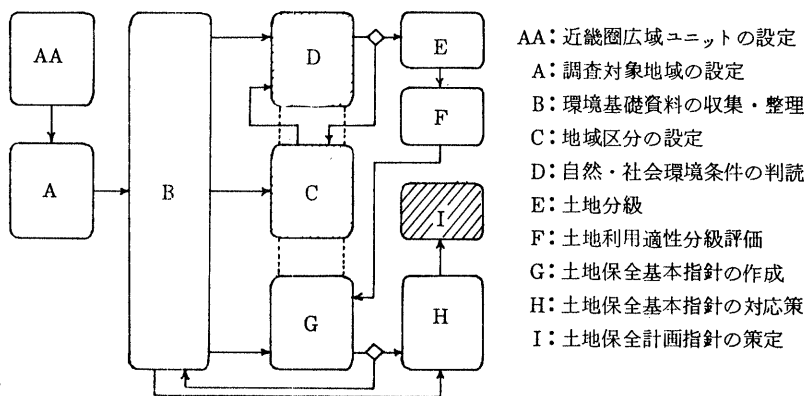 AA
A
B
D
C
G
E
F
I
H
AA：近畿圏広域ユニットの設定
A：調査対象地域の設定
B：環境基礎資料の収集・整理
C：地域区分の設定
D：自然・社会環境条件の判読
E：土地分級
F：土地利用適性分級評価
G：土地保全基本指針の作成
H：土地保全基本指針の対応策
I：土地保全計画指針の策定